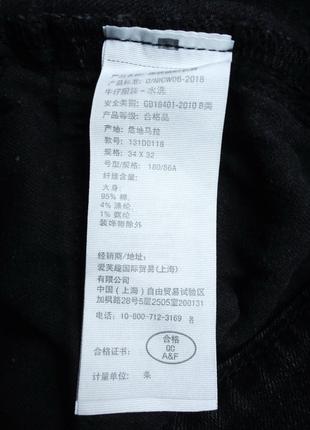 产品标准: Q/NHCW06-2018
牛仔服装-水洗
安全类别: GB18401-2010 B类
产品等级: 合格品
产地: 危地马拉
款号: 131D0118
规格: 34 X 32
号型/规格: 180/86A
纤维含量:
大身:
95% 棉,
4% 涤纶,
1% 氨纶
装饰物除外
经销商/地址:
爱芙趣国际贸易(上海)
有限公司
中国(上海)自由贸易试验区
加枫路28号5层2505室200131
电话: 10-800-712-3169
合格证书:
合格
QC
A&F
计量单位: 条